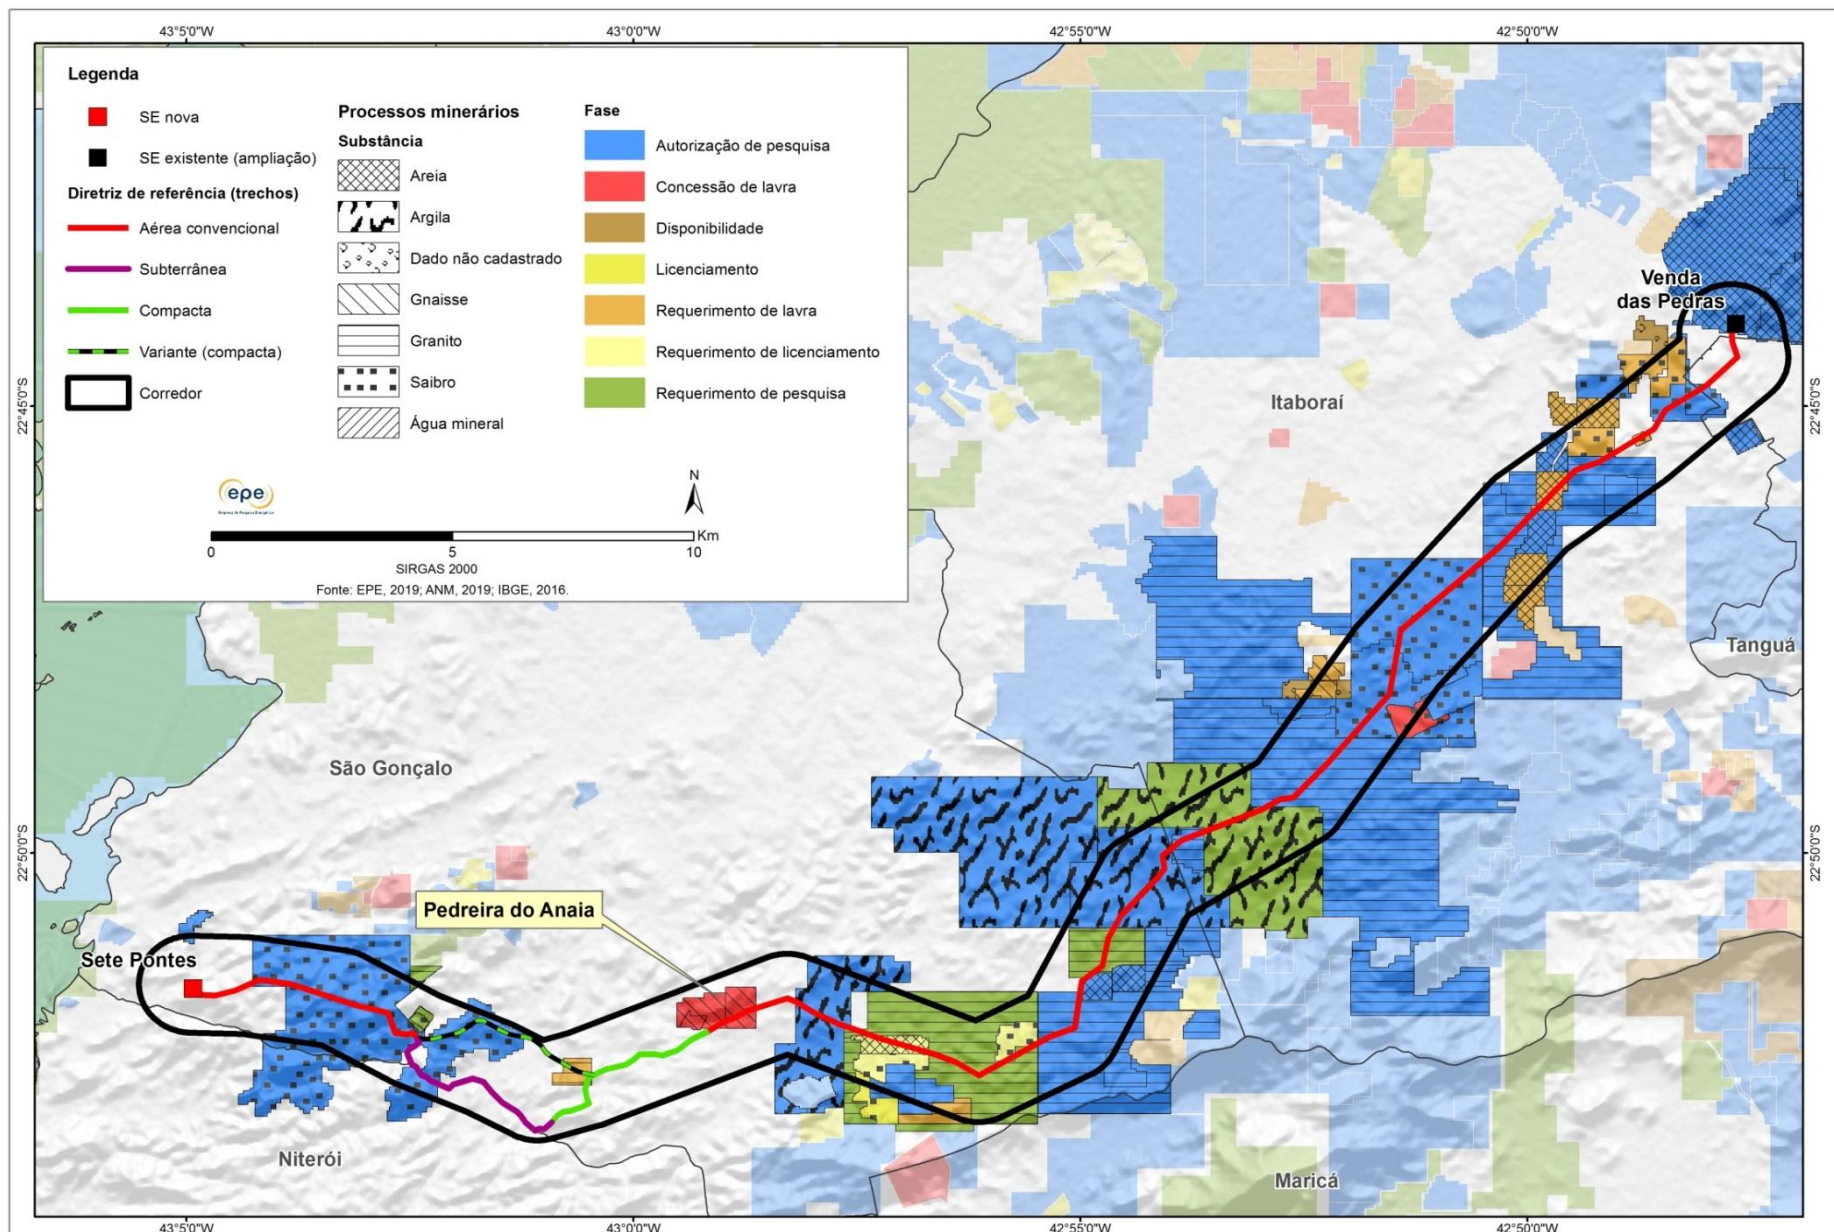 43°5'0"W
43°0'0"W
42°55'0"W
42°50'0"W
Legenda
SE nova
SE existente (ampliação)
Diretriz de referência (trechos)
Aérea convencional
Subterrânea
Compacta
Variante (compacta)
Corredor
Processos minerários
Substância
Areia
Argila
Dado não cadastrado
Gnaisse
Granito
Saibro
Água mineral
Fase
Autorização de pesquisa
Concessão de lavra
Disponibilidade
Licenciamento
Requerimento de lavra
Requerimento de licenciamento
Requerimento de pesquisa
epe
Empresa de Pesquisa Energética
N
Km
0
5
10
SIRGAS 2000
Fonte: EPE, 2019; ANM, 2019; IBGE, 2016.
Venda
das Pedras
22°45'0"S
22°45'0"S
Itaboraí
Tanguá
São Gonçalo
22°50'0"S
22°50'0"S
Pedreira do Anaia
Sete Pontes
Niterói
Maricá
43°5'0"W
43°0'0"W
42°55'0"W
42°50'0"W